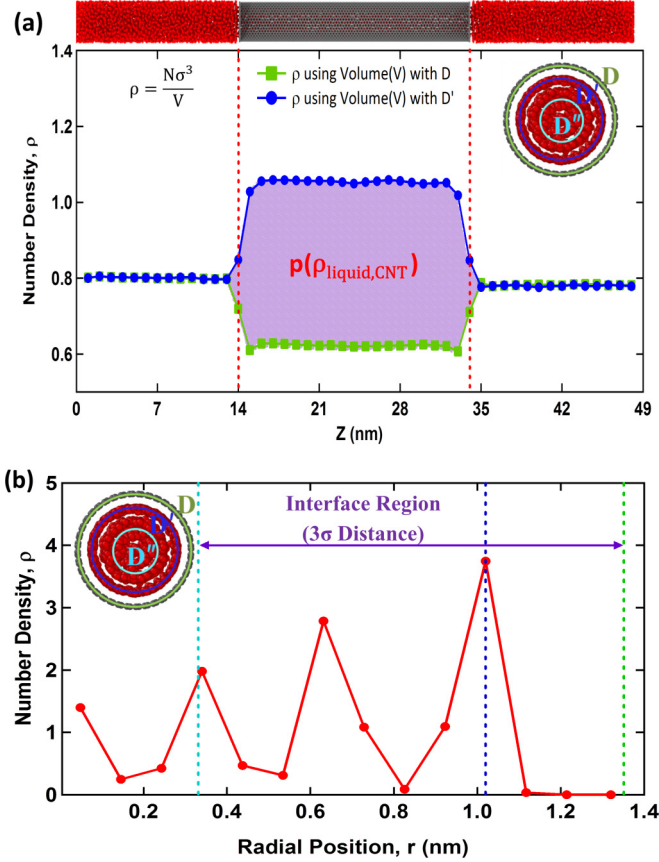 (a)
1.4
1.2
1.0
0.8
0.6
Number Density, ρ
ρ = Nσ³/V
ρ using Volume(V) with D
ρ using Volume(V) with D'
D
D'
D"
p(ρliquid,CNT)
0 7 14 21 28 35 42 49
Z (nm)
(b)
5
4
3
2
1
0
Number Density, ρ
D
D'
D"
Interface Region
(3σ Distance)
0.2 0.4 0.6 0.8 1.0 1.2 1.4
Radial Position, r (nm)